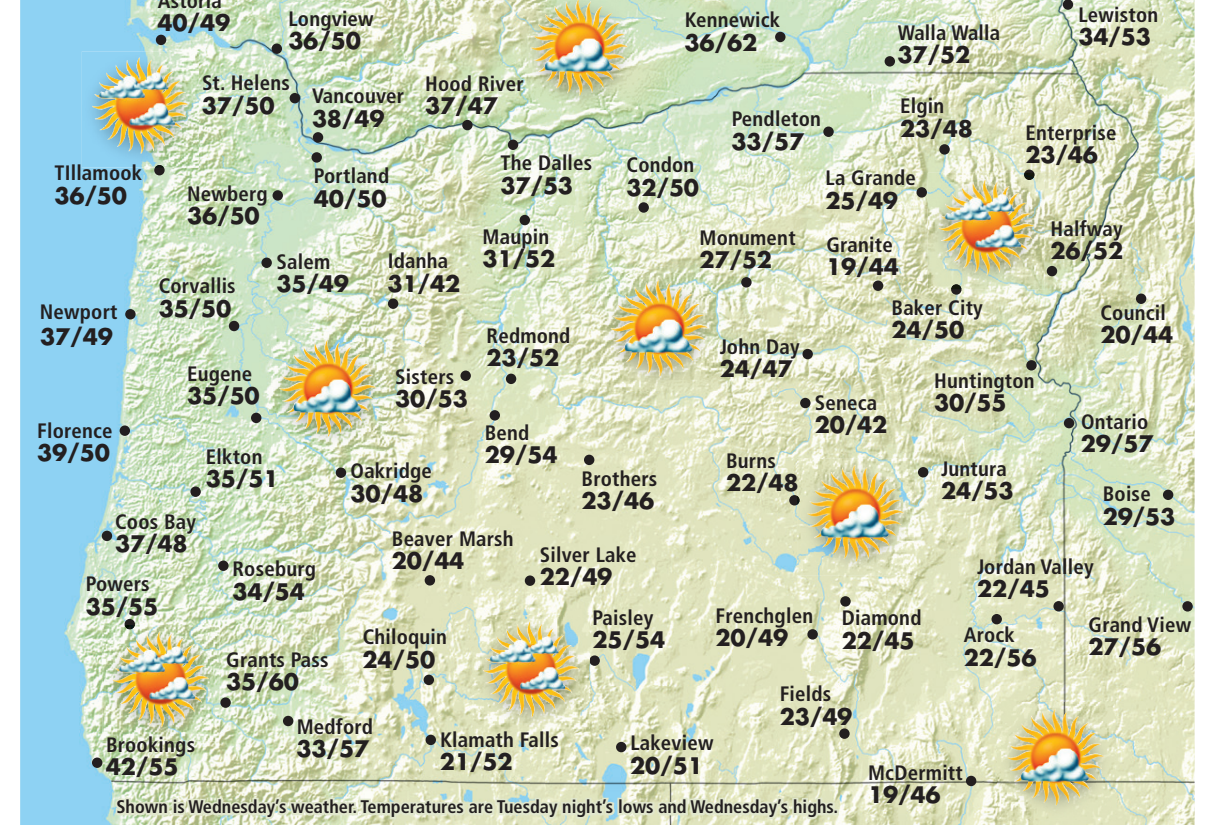 Astoria
40/49
Longview
36/50
Kennewick
36/62
Walla Walla
37/52
Lewiston
34/53
St. Helens
37/50
Vancouver
38/49
Hood River
37/47
Pendleton
33/57
Elgin
23/48
Enterprise
23/46
TIllamook
36/50
Newberg
36/50
Portland
40/50
The Dalles
37/53
Condon
32/50
La Grande
25/49
Maupin
31/52
Monument
27/52
Granite
19/44
Halfway
26/52
Salem
35/49
Idanha
31/42
Corvallis
35/50
Newport
37/49
Baker City
24/50
Council
20/44
Redmond
23/52
John Day
24/47
Eugene
35/50
Sisters
30/53
Huntington
30/55
Seneca
20/42
Ontario
29/57
Florence
39/50
Bend
29/54
Elkton
35/51
Oakridge
30/48
Brothers
23/46
Burns
22/48
Juntura
24/53
Boise
29/53
Coos Bay
37/48
Beaver Marsh
20/44
Silver Lake
22/49
Roseburg
34/54
Jordan Valley
22/45
Powers
35/55
Paisley
25/54
Frenchglen
20/49
Diamond
22/45
Arock
22/56
Grand View
27/56
Chiloquin
24/50
Grants Pass
35/60
Fields
23/49
Medford
33/57
Klamath Falls
21/52
Lakeview
20/51
Brookings
42/55
McDermitt
19/46
Shown is Wednesday's weather. Temperatures are Tuesday night's lows and Wednesday's highs.